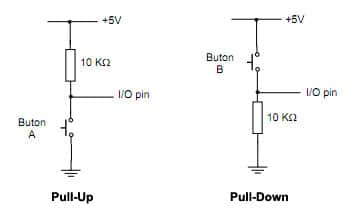 +5V
10 KΩ
I/O pin
Buton
A
Pull-Up
+5V
Buton
B
I/O pin
10 KΩ
Pull-Down